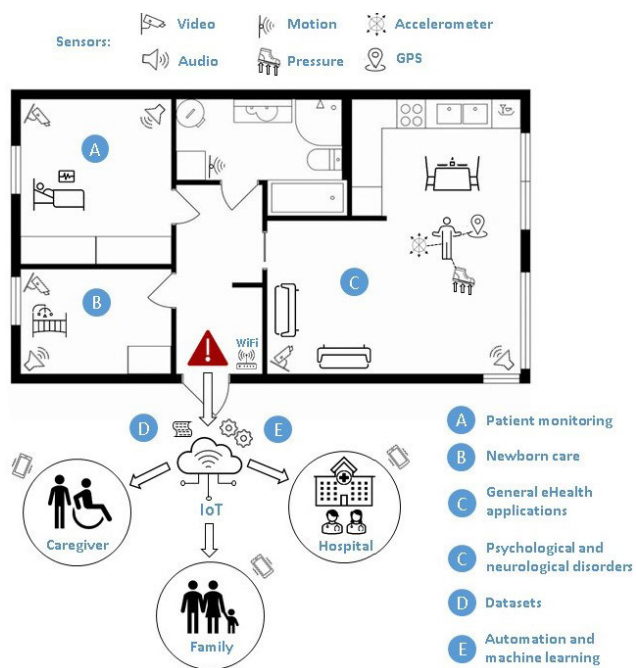 Sensors:
Video
Motion
Accelerometer
Audio
Pressure
GPS
A
B
C
WiFi
D
E
IoT
Caregiver
Hospital
Family
A Patient monitoring
B Newborn care
C General eHealth
applications
C Psychological and
neurological disorders
D Datasets
E Automation and
machine learning